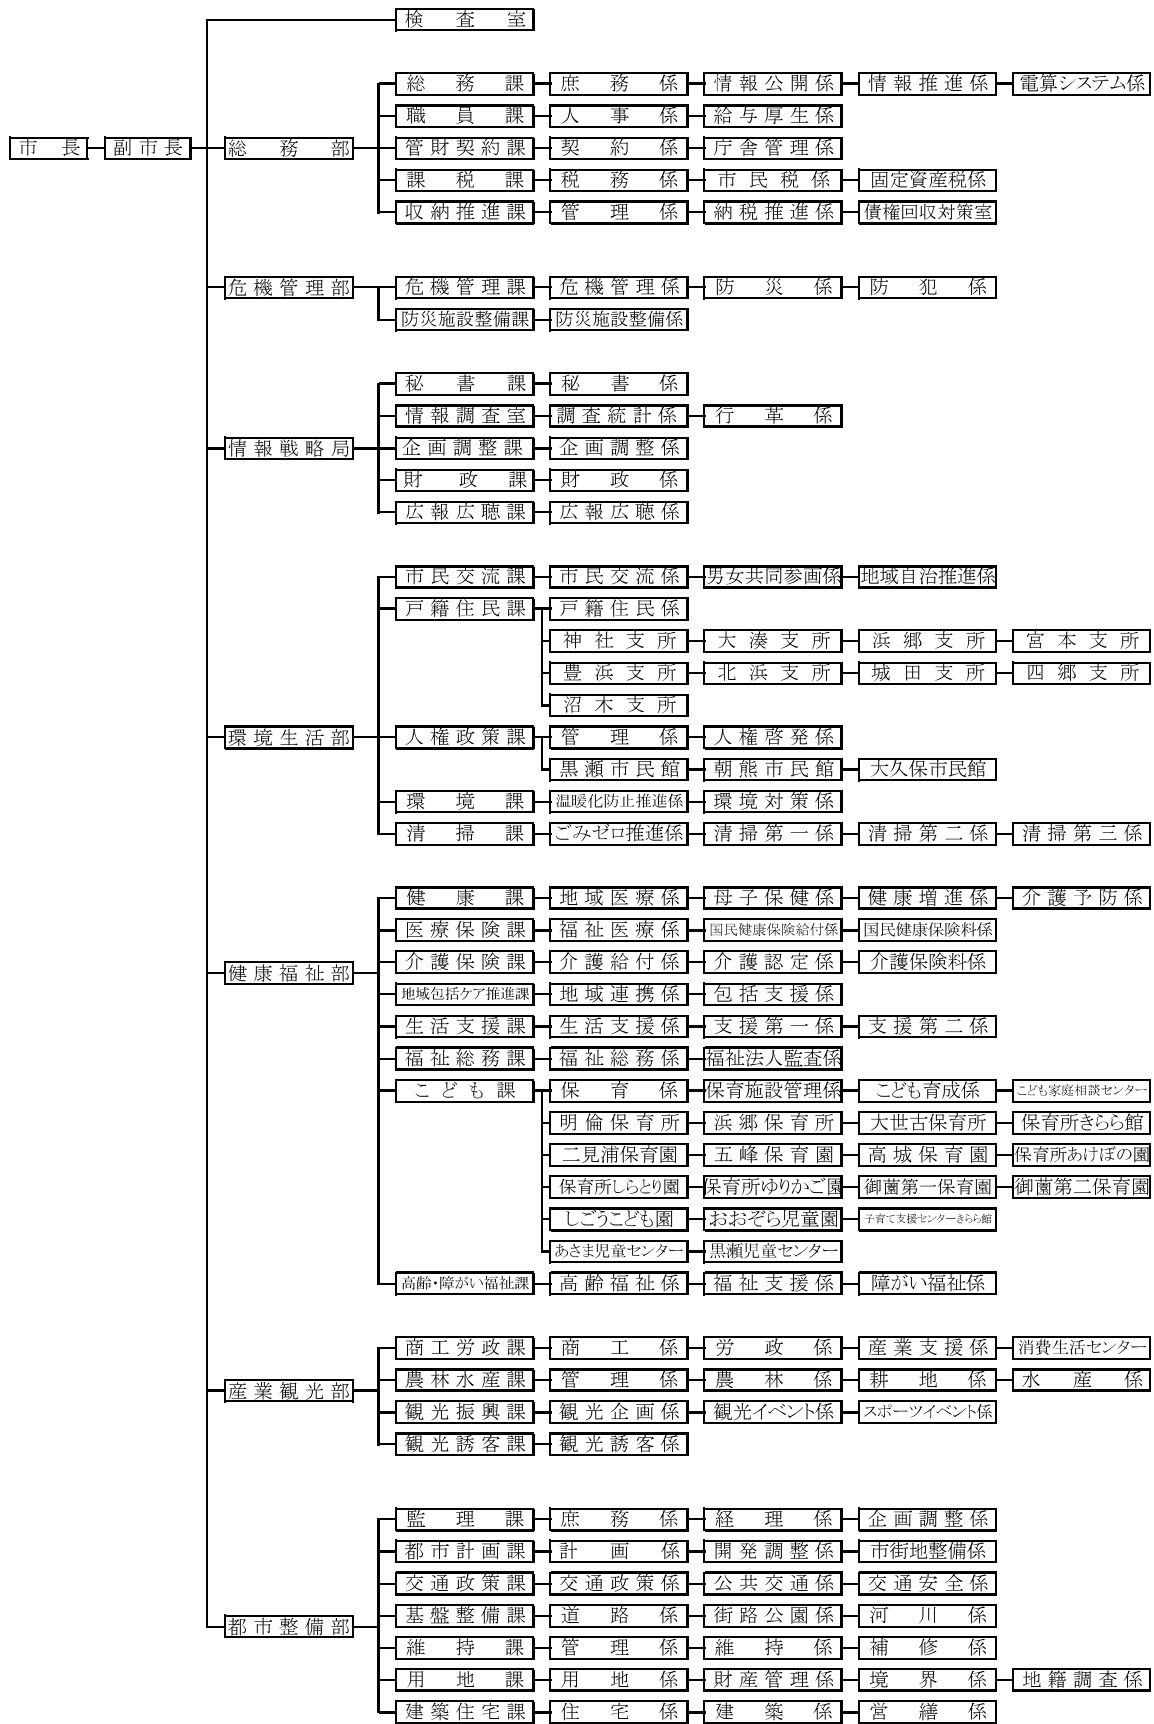 検査室
総務課 庶務係 情報公開係 情報推進係 電算システム係
職員課 人事係 給与厚生係
市長 副市長 総務部 管財契約課 契約係 庁舎管理係
課税課 税務係 市民税係 固定資産税係
収納推進課 管理係 納税推進係 債権回収対策室
危機管理部 危機管理課 危機管理係 防災係 防犯係
防災施設整備課 防災施設整備係
秘書課 秘書係
情報調査室 調査統計係 行革係
情報戦略局 企画調整課 企画調整係
財政課 財政係
広報広聴課 広報広聴係
市民交流課 市民交流係 男女共同参画係 地域自治推進係
戸籍住民課 戸籍住民係
神社支所 大湊支所 浜郷支所 宮本支所
豊浜支所 北浜支所 城田支所 四郷支所
沼木支所
環境生活部 人権政策課 管理係 人権啓発係
黒瀬市民館 朝熊市民館 大久保市民館
環境課 温暖化防止推進係 環境対策係
清掃課 ごみゼロ推進係 清掃第一係 清掃第二係 清掃第三係
健康課 地域医療係 母子保健係 健康増進係 介護予防係
医療保険課 福祉医療係 国民健康保険給付係 国民健康保険料係
健康福祉部 介護保険課 介護給付係 介護認定係 介護保険料係
地域包括ケア推進課 地域連携係 包括支援係
生活支援課 生活支援係 支援第一係 支援第二係
福祉総務課 福祉総務係 福祉法人監査係
こども課 保育係 保育施設管理係 こども育成係 こども家庭相談センター
明倫保育所 浜郷保育所 大世古保育所 保育所きらら館
二見浦保育園 五峰保育園 高城保育園 保育所あけぼの園
保育所しらとり園 保育所ゆりかご園 御薗第一保育園 御薗第二保育園
しごうこども園 おおぞら児童園 子育て支援センターきらら館
あさま児童センター 黒瀬児童センター
高齢・障がい福祉課 高齢福祉係 福祉支援係 障がい福祉係
商工労政課 商工係 労政係 産業支援係 消費生活センター
産業観光部 農林水産課 管理係 農林係 耕地係 水産係
観光振興課 観光企画係 観光イベント係 スポーツイベント係
観光誘客課 観光誘客係
監理課 庶務係 経理係 企画調整係
都市計画課 計画係 開発調整係 市街地整備係
交通政策課 交通政策係 公共交通係 交通安全係
都市整備部 基盤整備課 道路係 街路公園係 河川係
維持課 管理係 維持係 補修係
用地課 用地係 財産管理係 境界係 地籍調査係
建築住宅課 住宅係 建築係 営繕係